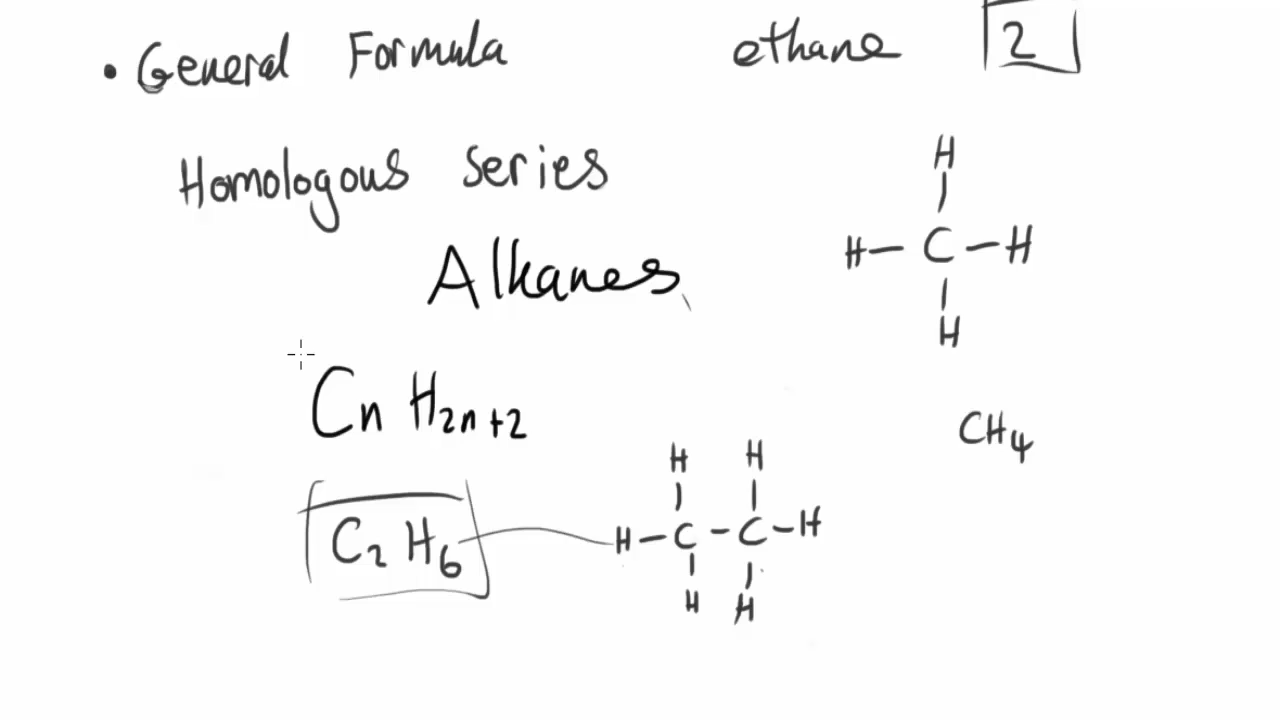 • General Formula ethane 2
Homologous series
Alkanes
CnH2n+2
C2H6
H
H — C — H
H
CH4
H H
H — C — C — H
H H